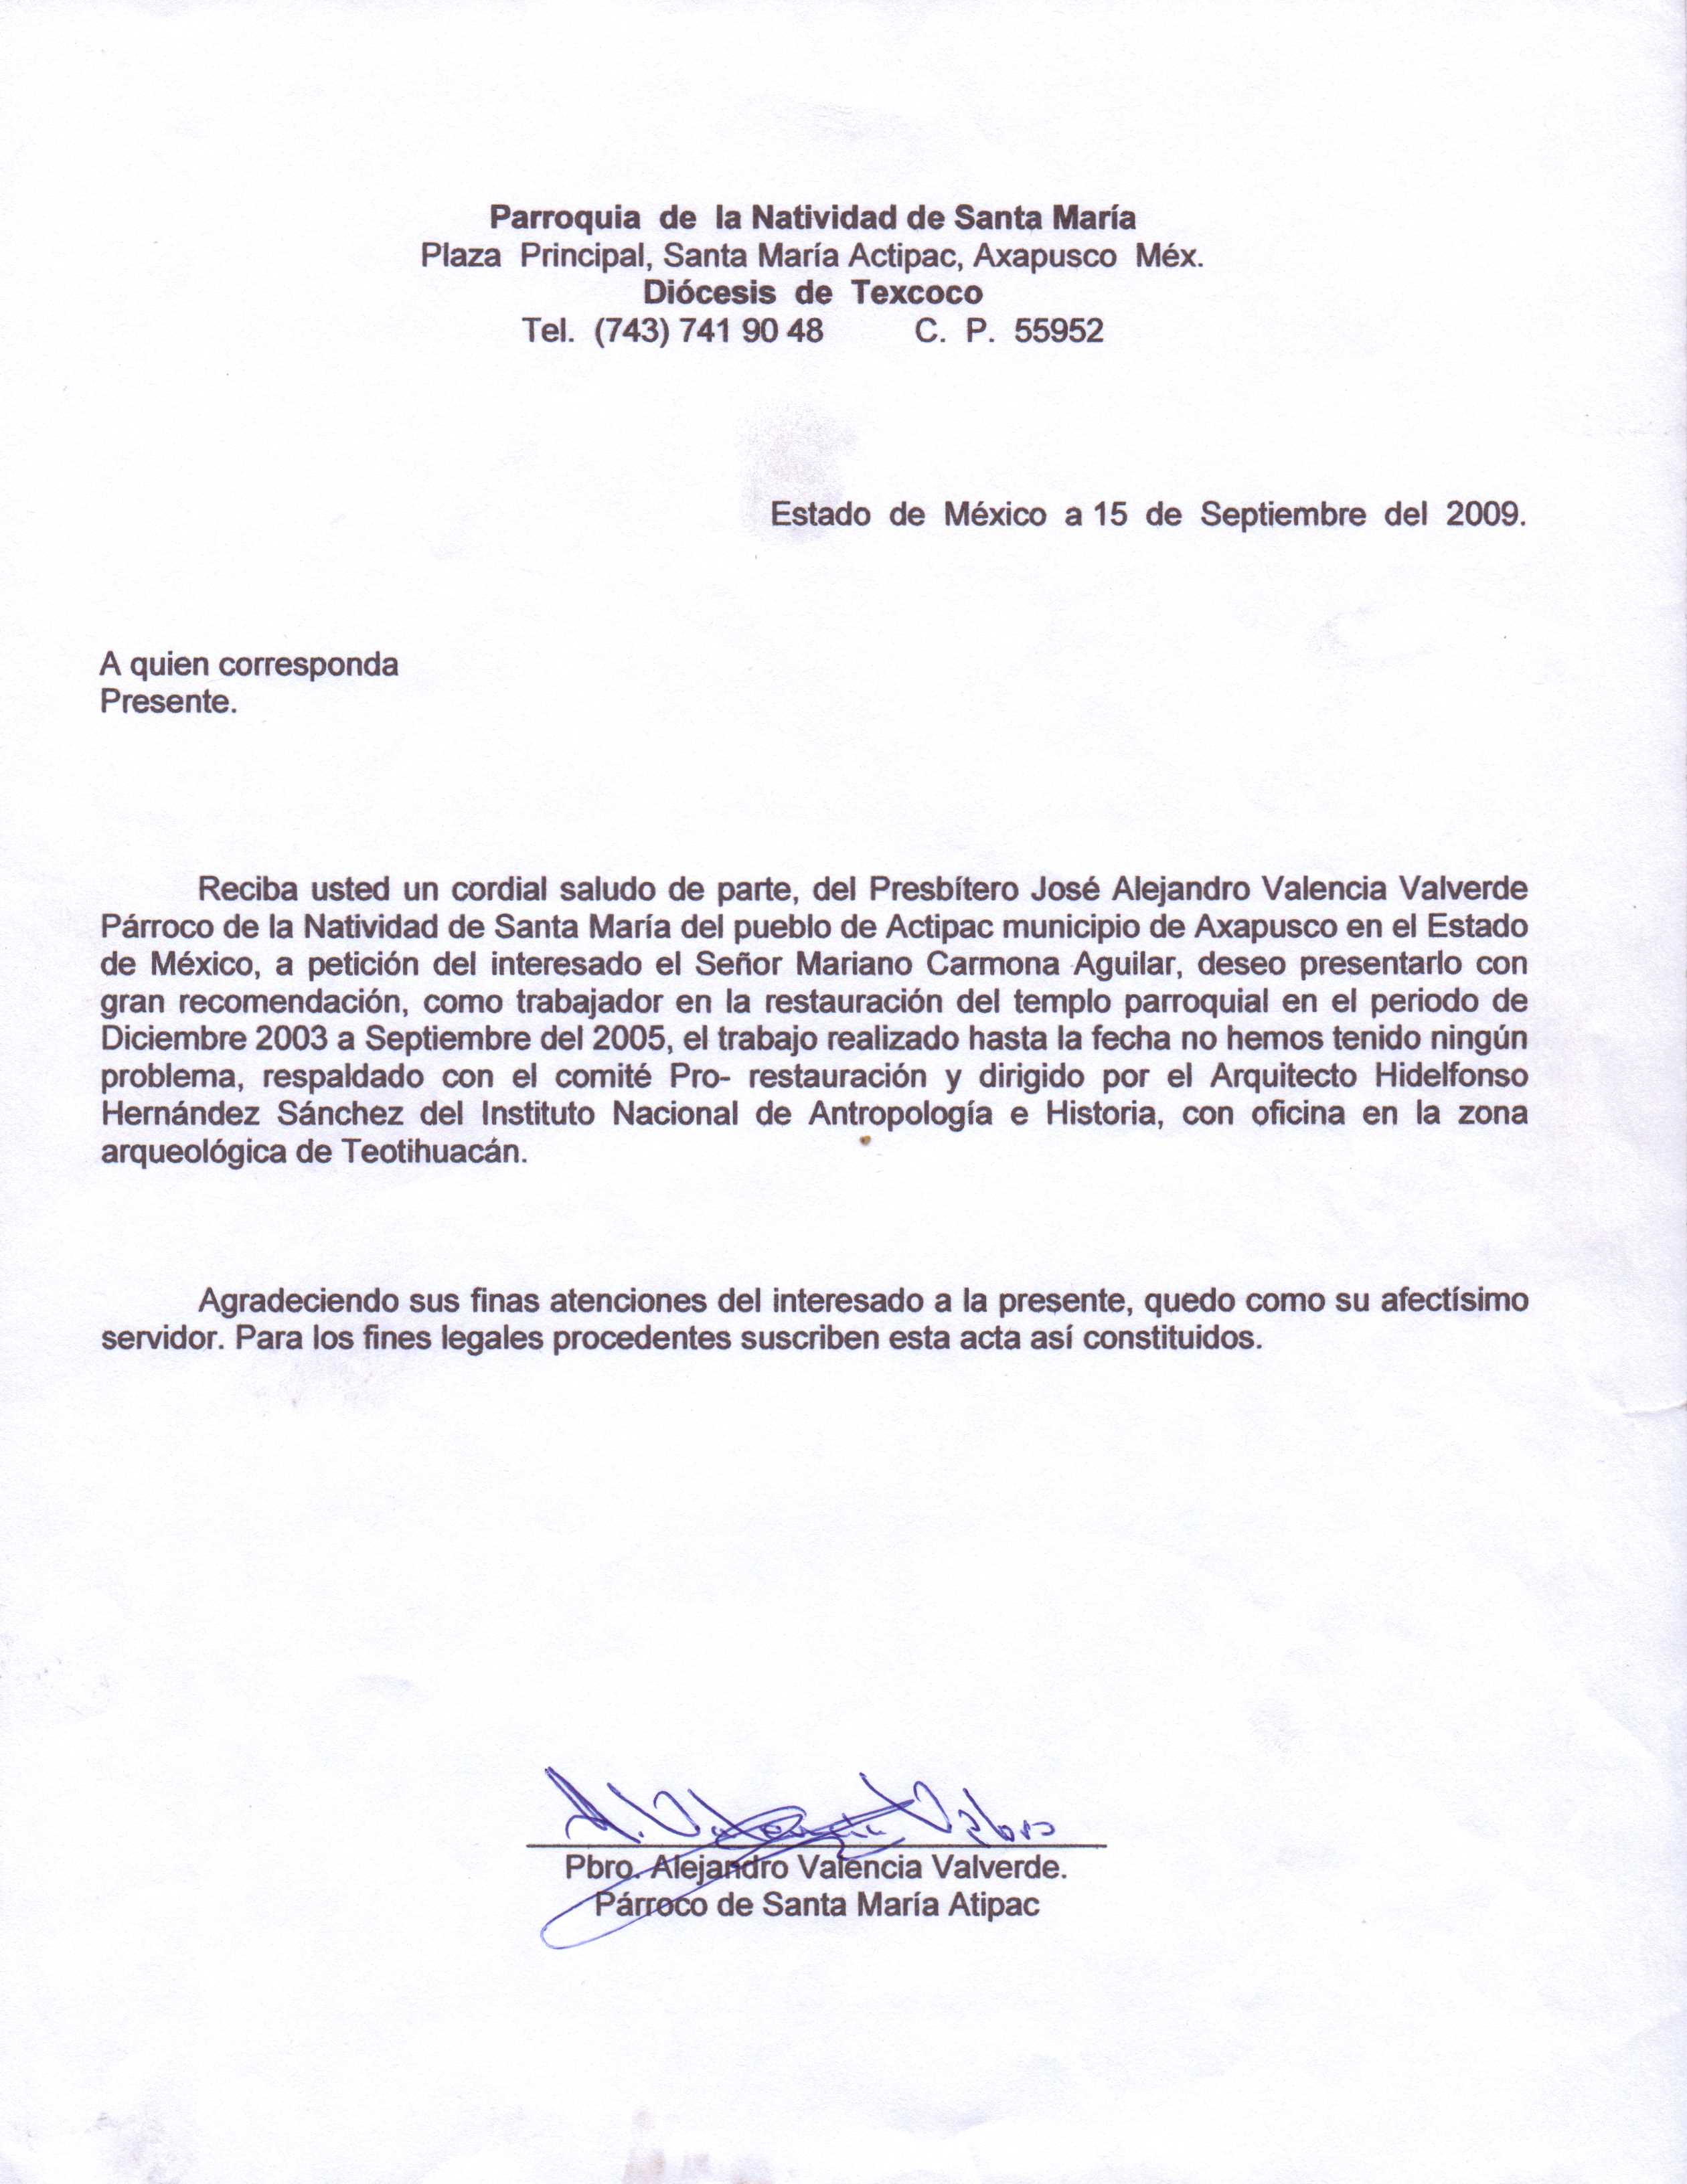 Parroquia de la Natividad de Santa María
Plaza Principal, Santa María Actipac, Axapusco Méx.
Diócesis de Texcoco
Tel. (743) 741 90 48 C. P. 55952
Estado de México a 15 de Septiembre del 2009.
A quien corresponda
Presente.
Reciba usted un cordial saludo de parte, del Presbítero José Alejandro Valencia Valverde
Párroco de la Natividad de Santa María del pueblo de Actipac municipio de Axapusco en el Estado
de México, a petición del interesado el Señor Mariano Carmona Aguilar, deseo presentarlo con
gran recomendación, como trabajador en la restauración del templo parroquial en el periodo de
Diciembre 2003 a Septiembre del 2005, el trabajo realizado hasta la fecha no hemos tenido ningún
problema, respaldado con el comité Pro- restauración y dirigido por el Arquitecto Hidelfonso
Hernández Sánchez del Instituto Nacional de Antropología e Historia, con oficina en la zona
arqueológica de Teotihuacán.
Agradeciendo sus finas atenciones del interesado a la presente, quedo como su afectísimo
servidor. Para los fines legales procedentes suscriben esta acta así constituidos.
Pbro. Alejandro Valencia Valverde.
Párroco de Santa María Atipac